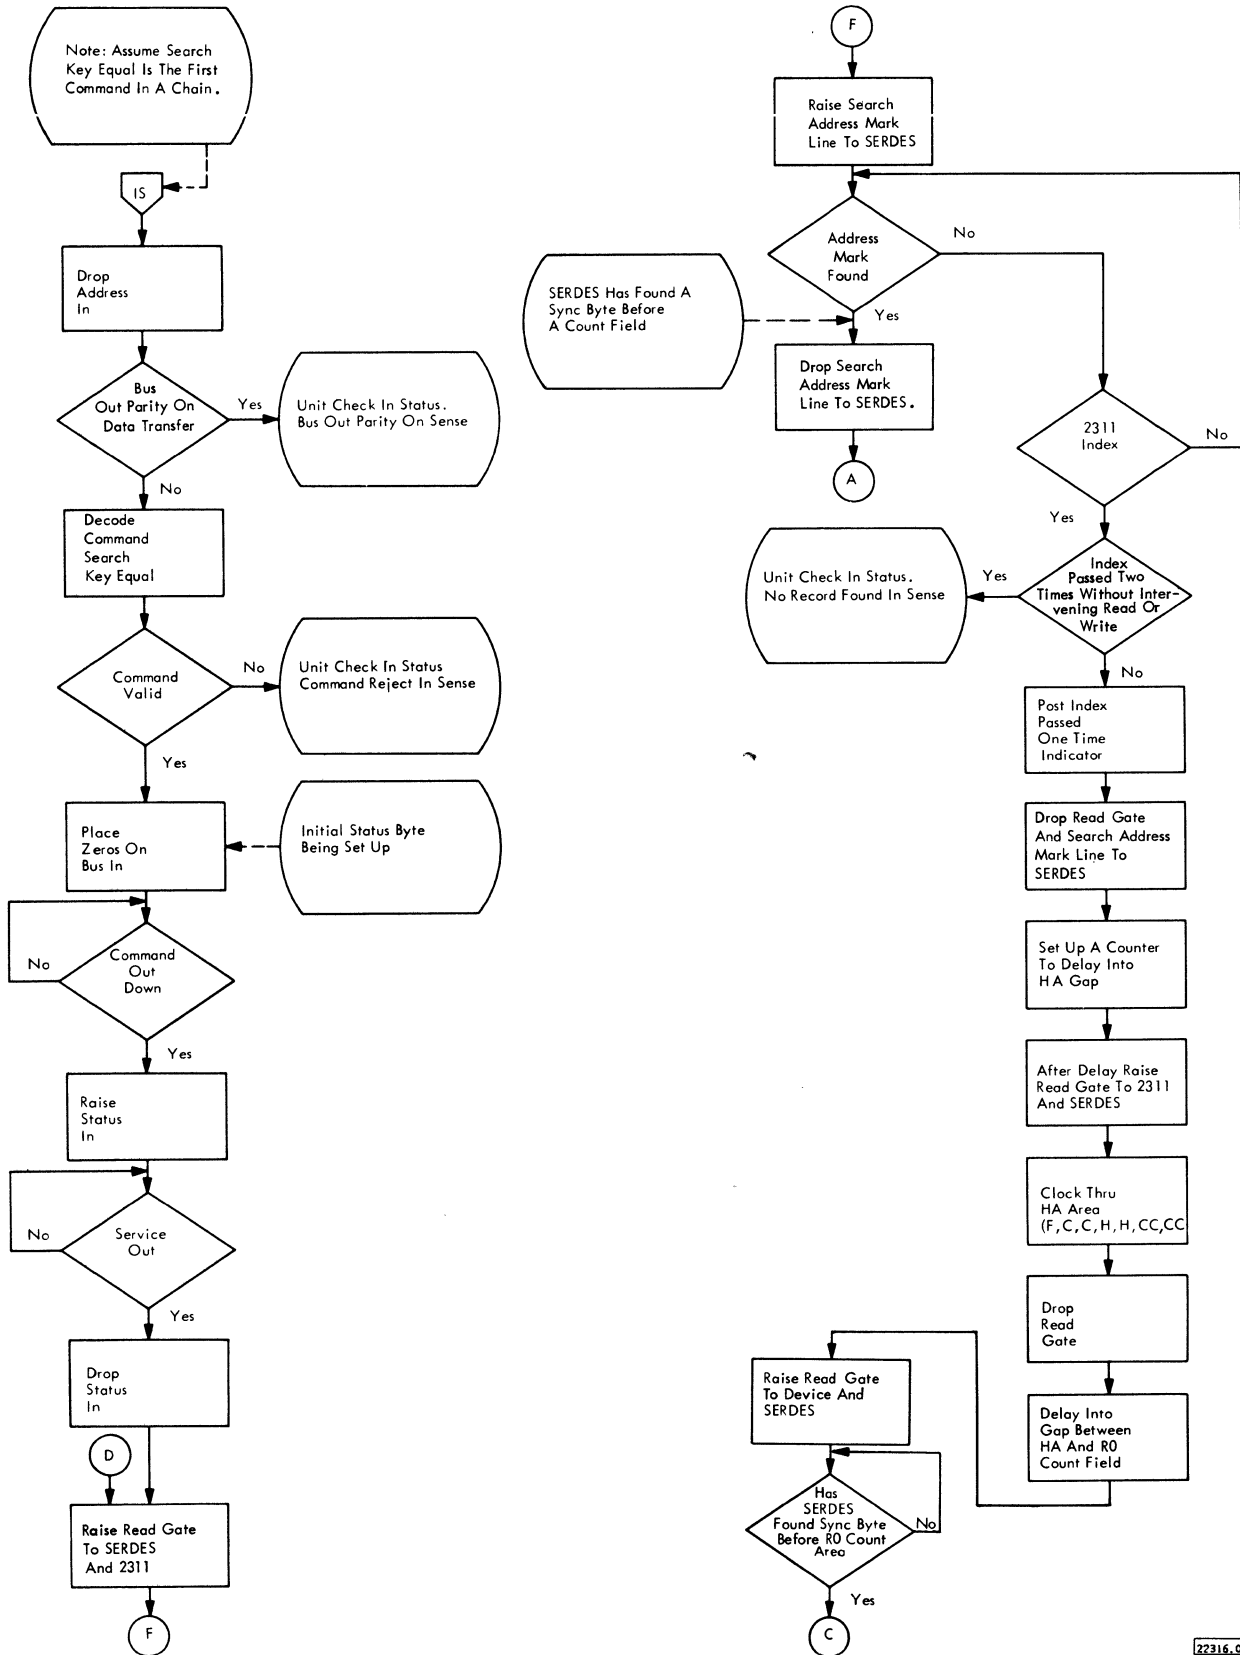 Note: Assume Search
Key Equal Is The First
Command In A Chain.
IS
Drop
Address
In
Bus
Out Parity On
Data Transfer
Yes
Unit Check In Status.
Bus Out Parity On Sense
No
Decode
Command
Search
Key Equal
Command
Valid
No
Unit Check In Status
Command Reject In Sense
Yes
Place
Zeros On
Bus In
Initial Status Byte
Being Set Up
Command
Out
Down
No
Yes
Raise
Status
In
Service
Out
No
Yes
Drop
Status
In
D
Raise Read Gate
To SERDES
And 2311
F
F
Raise Search
Address Mark
Line To SERDES
Address
Mark
Found
No
SERDES Has Found A
Sync Byte Before
A Count Field
Yes
Drop Search
Address Mark
Line To SERDES.
A
2311
Index
No
Yes
Index
Passed Two
Times Without Inter-
vening Read Or
Write
Yes
Unit Check In Status.
No Record Found In Sense
No
Post Index
Passed
One Time
Indicator
Drop Read Gate
And Search Address
Mark Line To
SERDES
Set Up A Counter
To Delay Into
HA Gap
After Delay Raise
Read Gate To 2311
And SERDES
Clock Thru
HA Area
(F,C,C,H,H,CC,CC
Drop
Read
Gate
Delay Into
Gap Between
HA And R0
Count Field
Raise Read Gate
To Device And
SERDES
Has
SERDES
Found Sync Byte
Before R0 Count
Area
No
Yes
C
22316.0